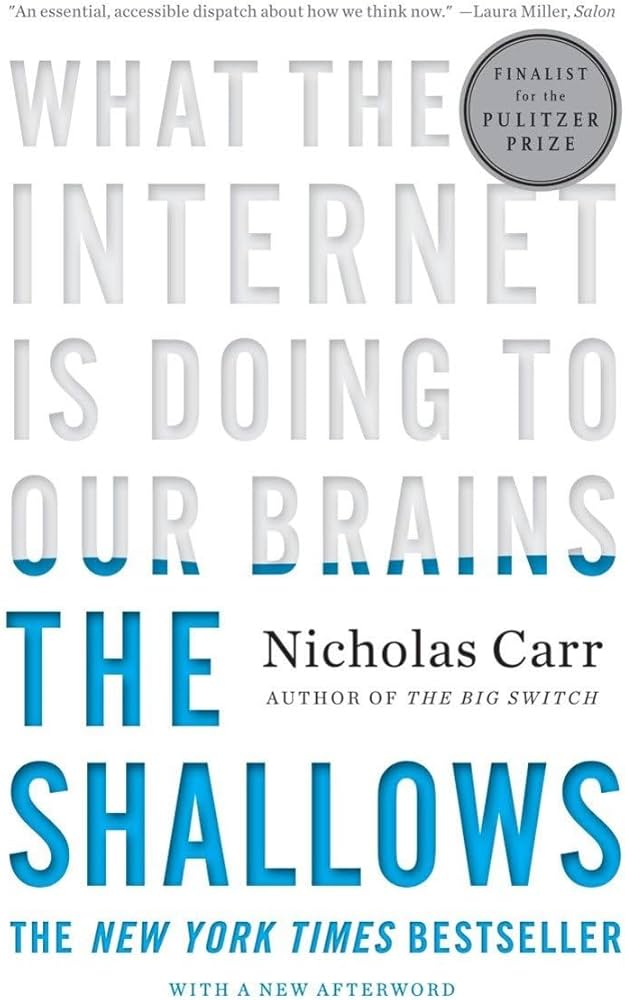 "An essential, accessible dispatch about how we think now." —Laura Miller, Salon
WHAT THE
FINALIST
for the
PULITZER
PRIZE
INTERNET
IS DOING TO
OUR BRAINS
THE
Nicholas Carr
AUTHOR OF THE BIG SWITCH
SHALLOWS
THE NEW YORK TIMES BESTSELLER
WITH A NEW AFTERWORD